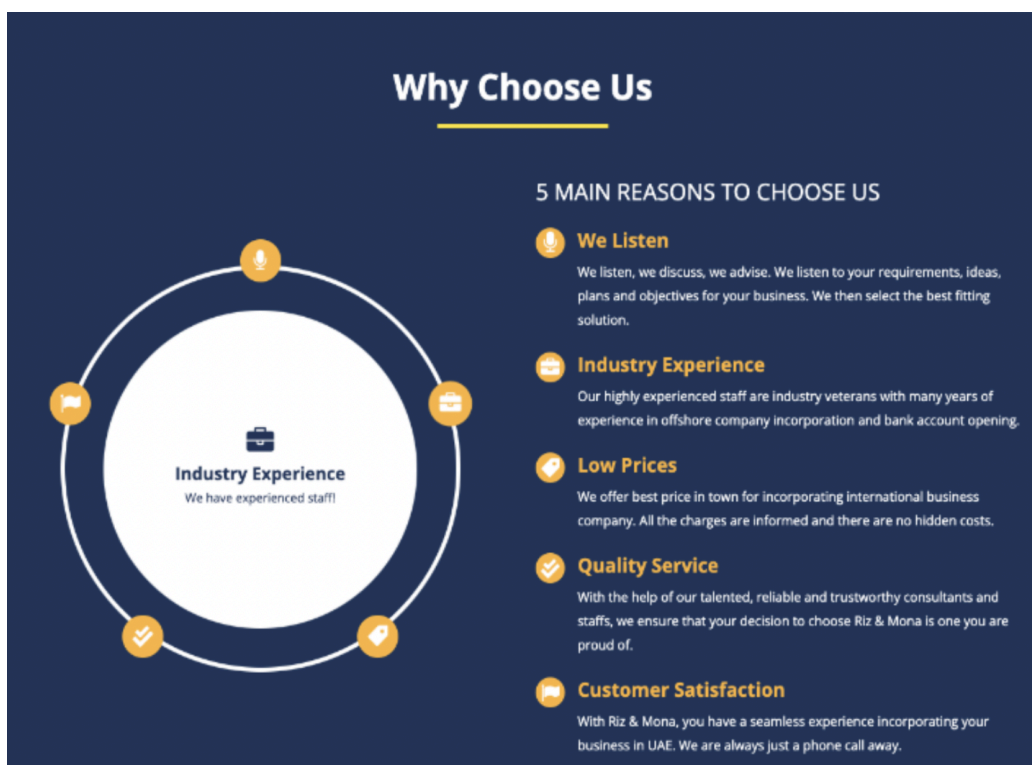 Why Choose Us
5 MAIN REASONS TO CHOOSE US
We Listen
We listen, we discuss, we advise. We listen to your requirements, ideas,
plans and objectives for your business. We then select the best fitting
solution.
Industry Experience
Our highly experienced staff are industry veterans with many years of
experience in offshore company incorporation and bank account opening.
Low Prices
We offer best price in town for incorporating international business
company. All the charges are informed and there are no hidden costs.
Quality Service
With the help of our talented, reliable and trustworthy consultants and
staffs, we ensure that your decision to choose Riz & Mona is one you are
proud of.
Customer Satisfaction
With Riz & Mona, you have a seamless experience incorporating your
business in UAE. We are always just a phone call away.
Industry Experience
We have experienced staff!